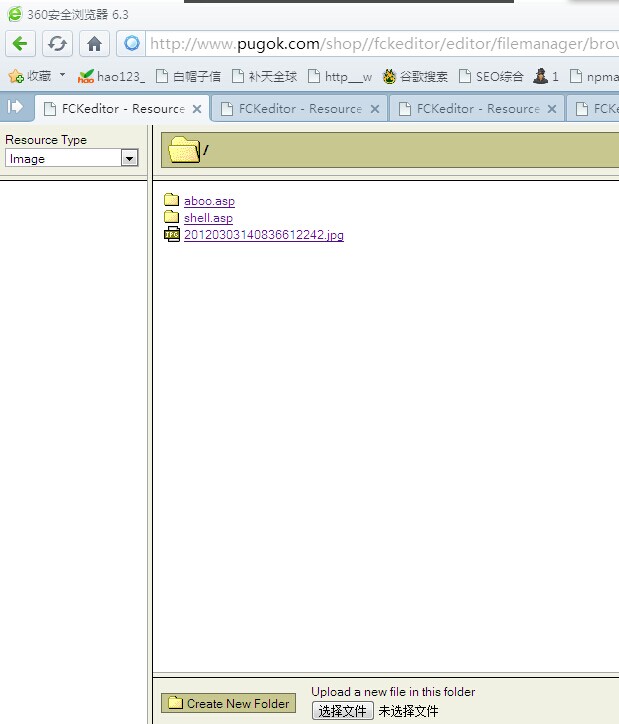 360安全浏览器 6.3
http://www.pugok.com/shop//fckeditor/editor/filemanager/brow
收藏 hao123_ 白帽子信 补天全球 http___w 谷歌搜索 SEO综合 1 npma
FCKeditor - Resource FCKeditor - Resource FCKeditor - Resource FCKe
Resource Type
Image
/
aboo.asp
shell.asp
20120303140836612242.jpg
Create New Folder
Upload a new file in this folder
选择文件 未选择文件